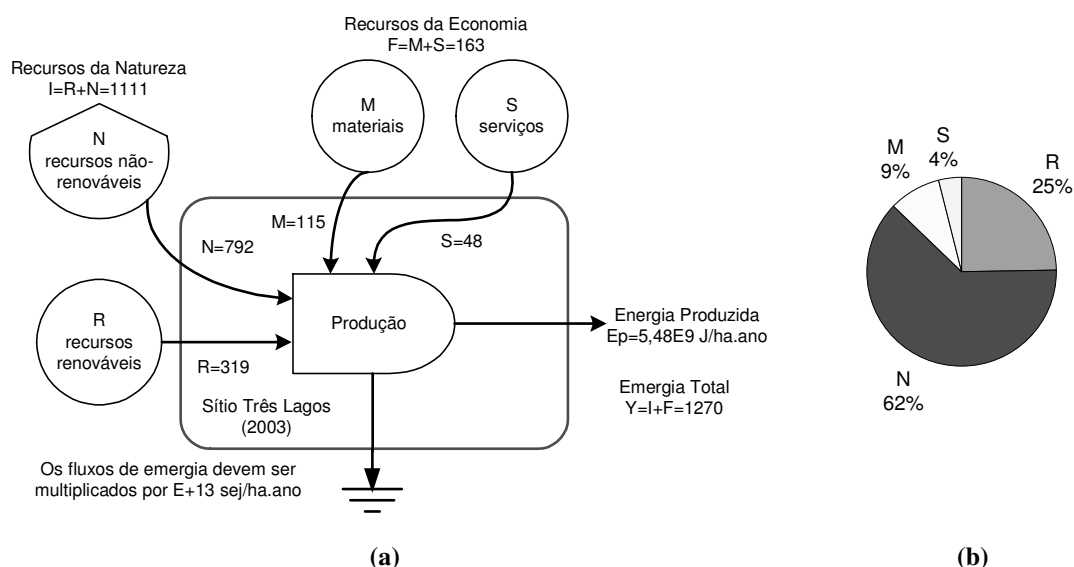 Recursos da Economia
F=M+S=163
Recursos da Natureza
I=R+N=1111
M
materiais
S
serviços
N
recursos não-
renováveis
M=115
S=48
N=792
R
recursos
renováveis
R=319
Produção
Energia Produzida
Ep=5,48E9 J/ha.ano
Emergia Total
Y=I+F=1270
Sítio Três Lagos
(2003)
Os fluxos de emergia devem ser
multiplicados por E+13 sej/ha.ano
(a)
M
9%
S
4%
R
25%
N
62%
(b)